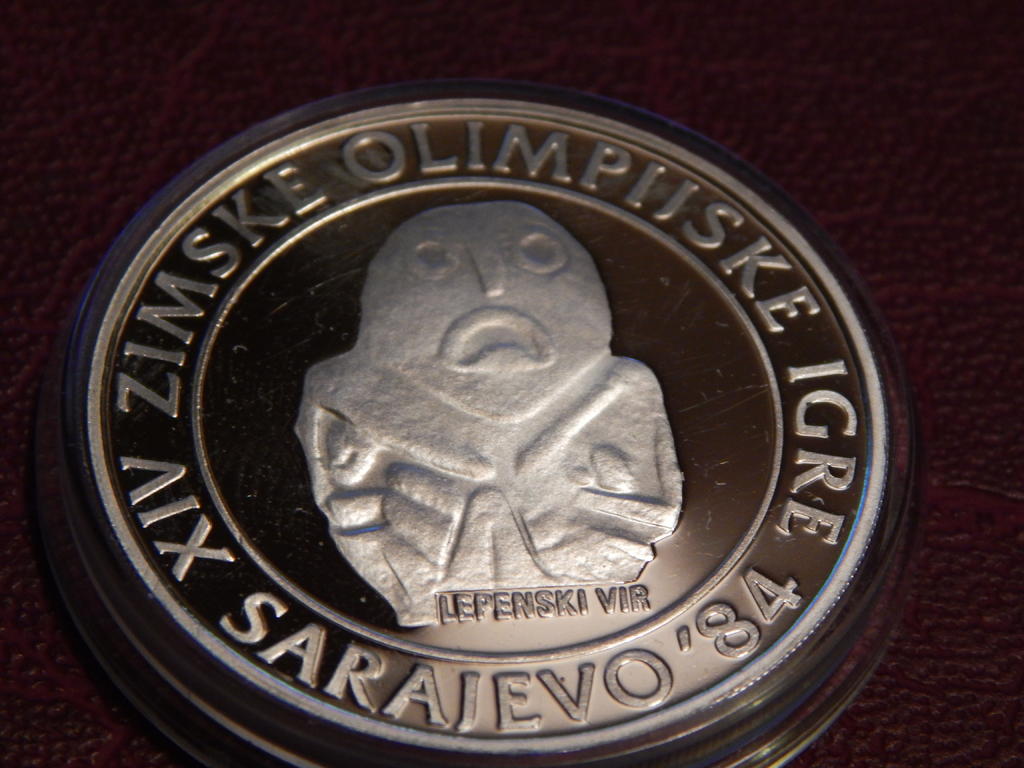 XIV ZIMSKE OLIMPIJSKE IGRE
SARAJEVO '84
LEPENSKI VIR